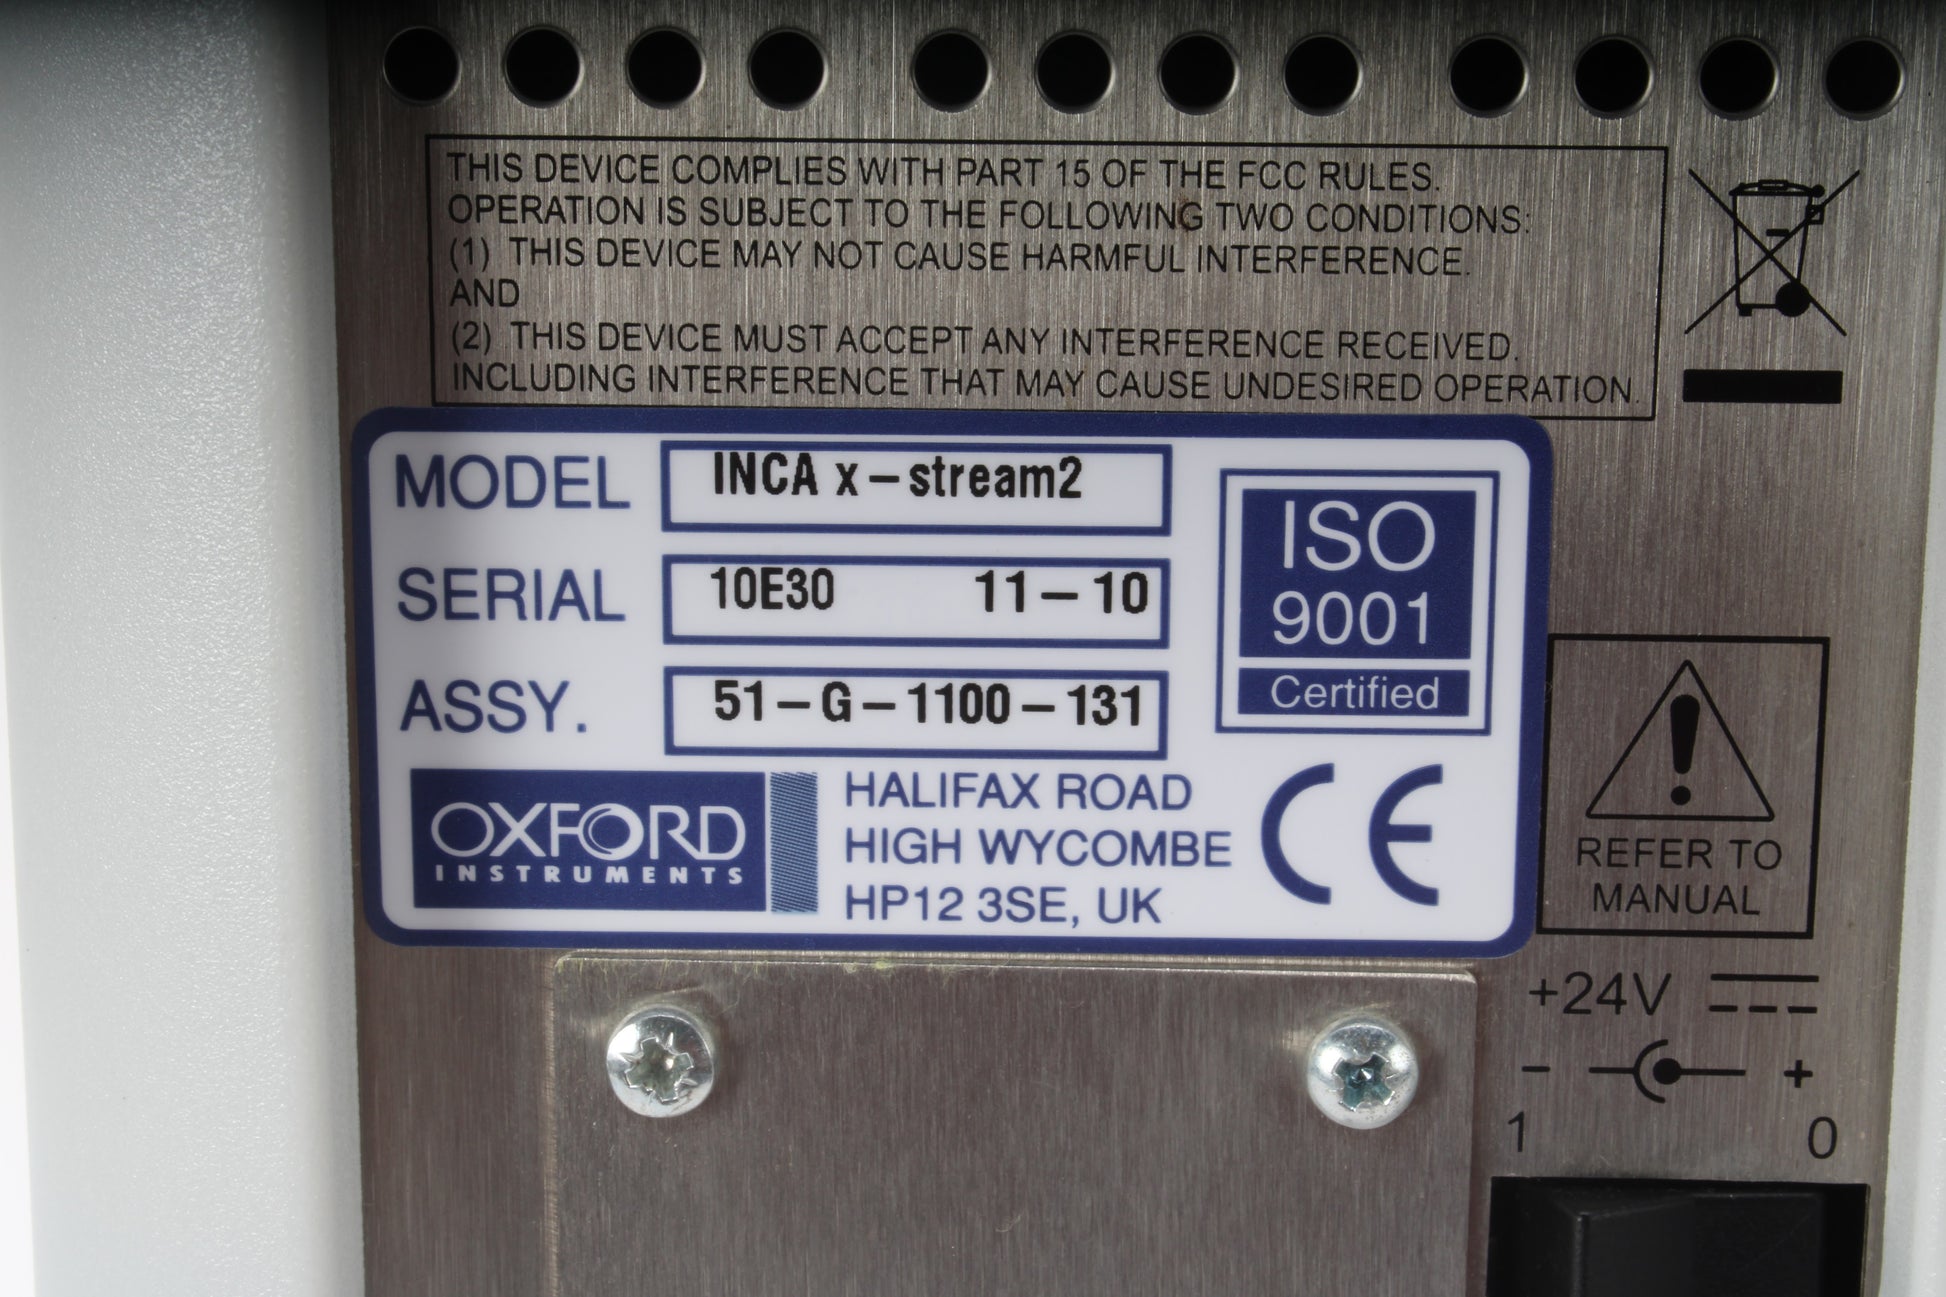 THIS DEVICE COMPLIES WITH PART 15 OF THE FCC RULES.
OPERATION IS SUBJECT TO THE FOLLOWING TWO CONDITIONS:
(1) THIS DEVICE MAY NOT CAUSE HARMFUL INTERFERENCE.
AND
(2) THIS DEVICE MUST ACCEPT ANY INTERFERENCE RECEIVED.
INCLUDING INTERFERENCE THAT MAY CAUSE UNDESIRED OPERATION.
MODEL INCA x-stream2
SERIAL 10E30 11-10
ASSY. 51-G-1100-131
ISO
9001
Certified
OXFORD
INSTRUMENTS
HALIFAX ROAD
HIGH WYCOMBE
HP12 3SE, UK
CE
REFER TO
MANUAL
+24V
- +
1 0